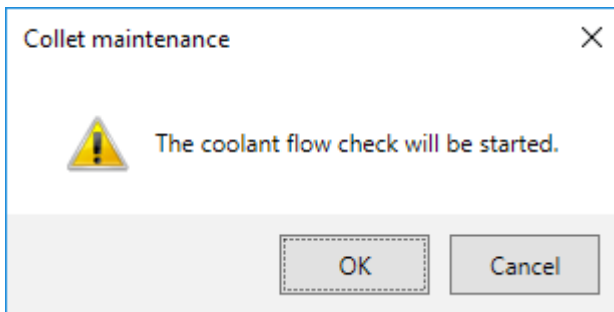 Collet maintenance
The coolant flow check will be started.
OK
Cancel